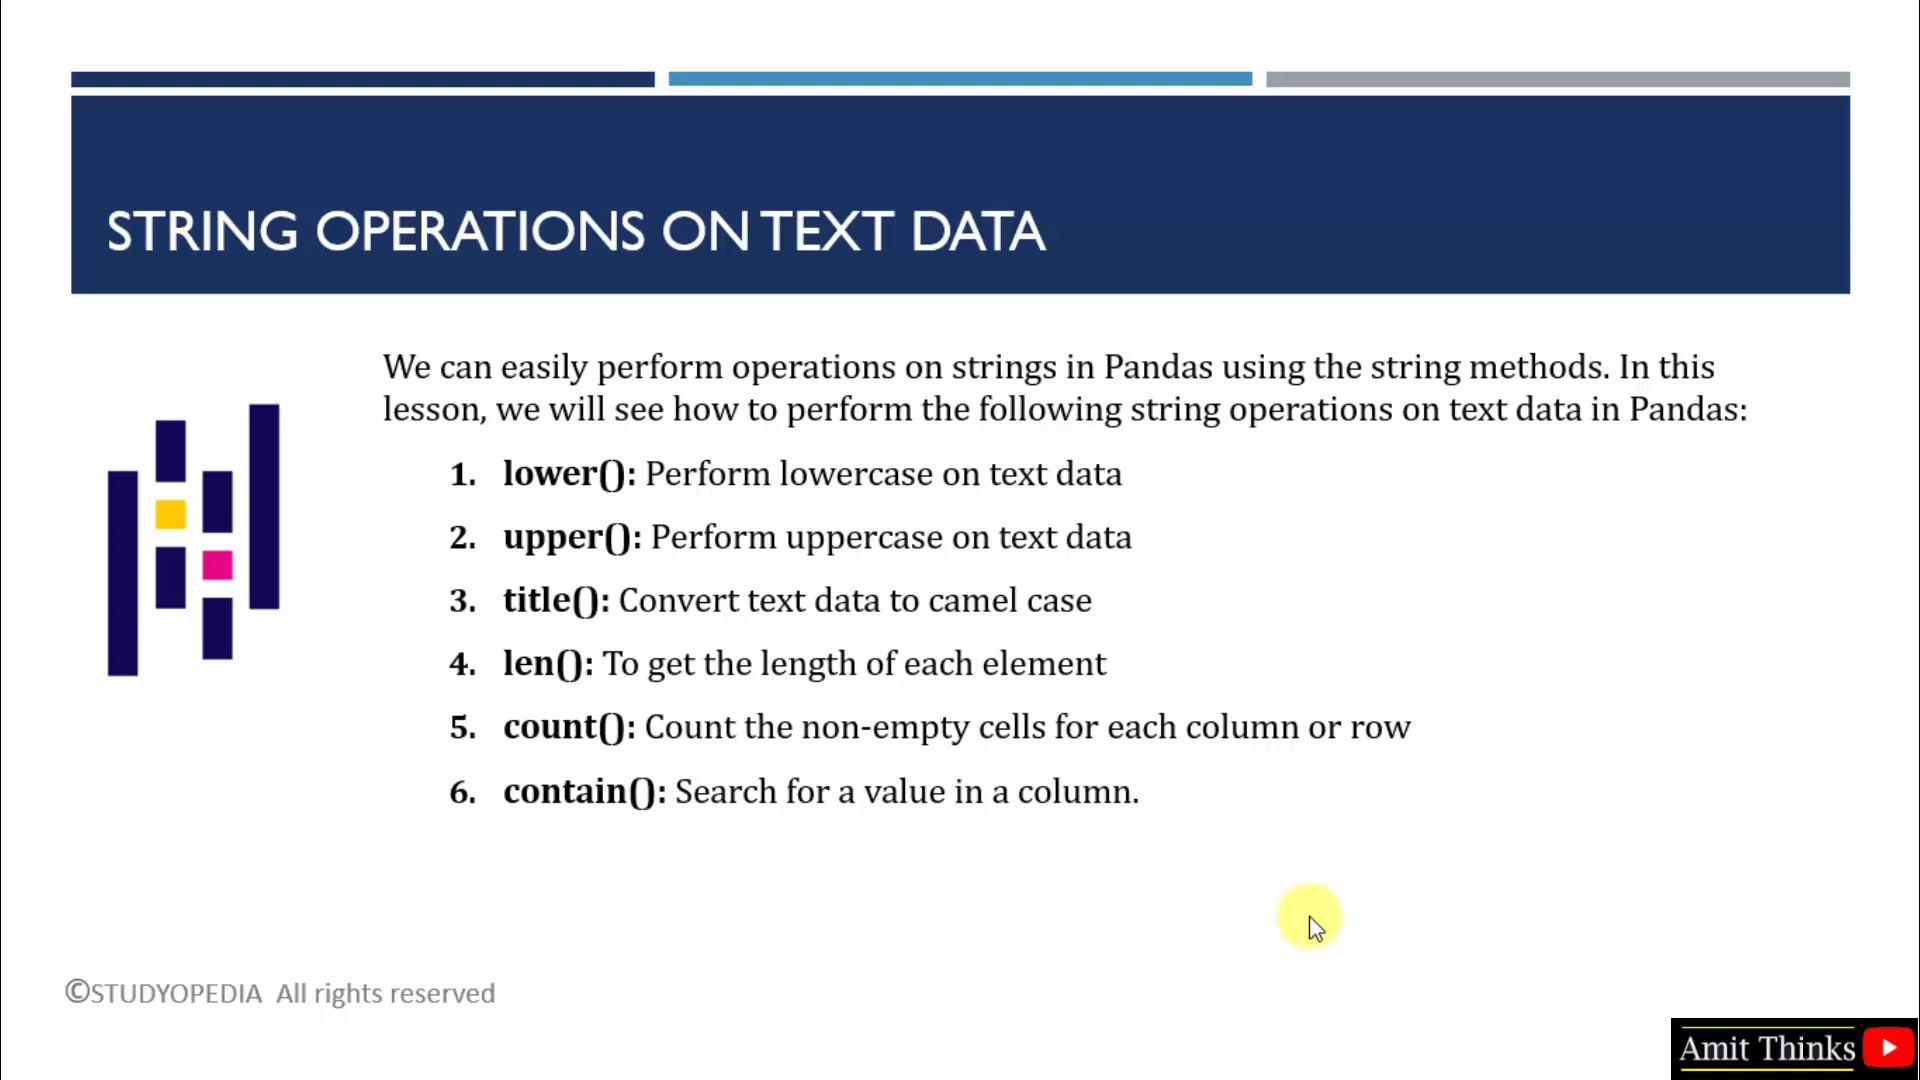 STRING OPERATIONS ON TEXT DATA
We can easily perform operations on strings in Pandas using the string methods. In this
lesson, we will see how to perform the following string operations on text data in Pandas:
1. lower(): Perform lowercase on text data
2. upper(): Perform uppercase on text data
3. title(): Convert text data to camel case
4. len(): To get the length of each element
5. count(): Count the non-empty cells for each column or row
6. contain(): Search for a value in a column.
©STUDYOPEDIA All rights reserved
Amit Thinks